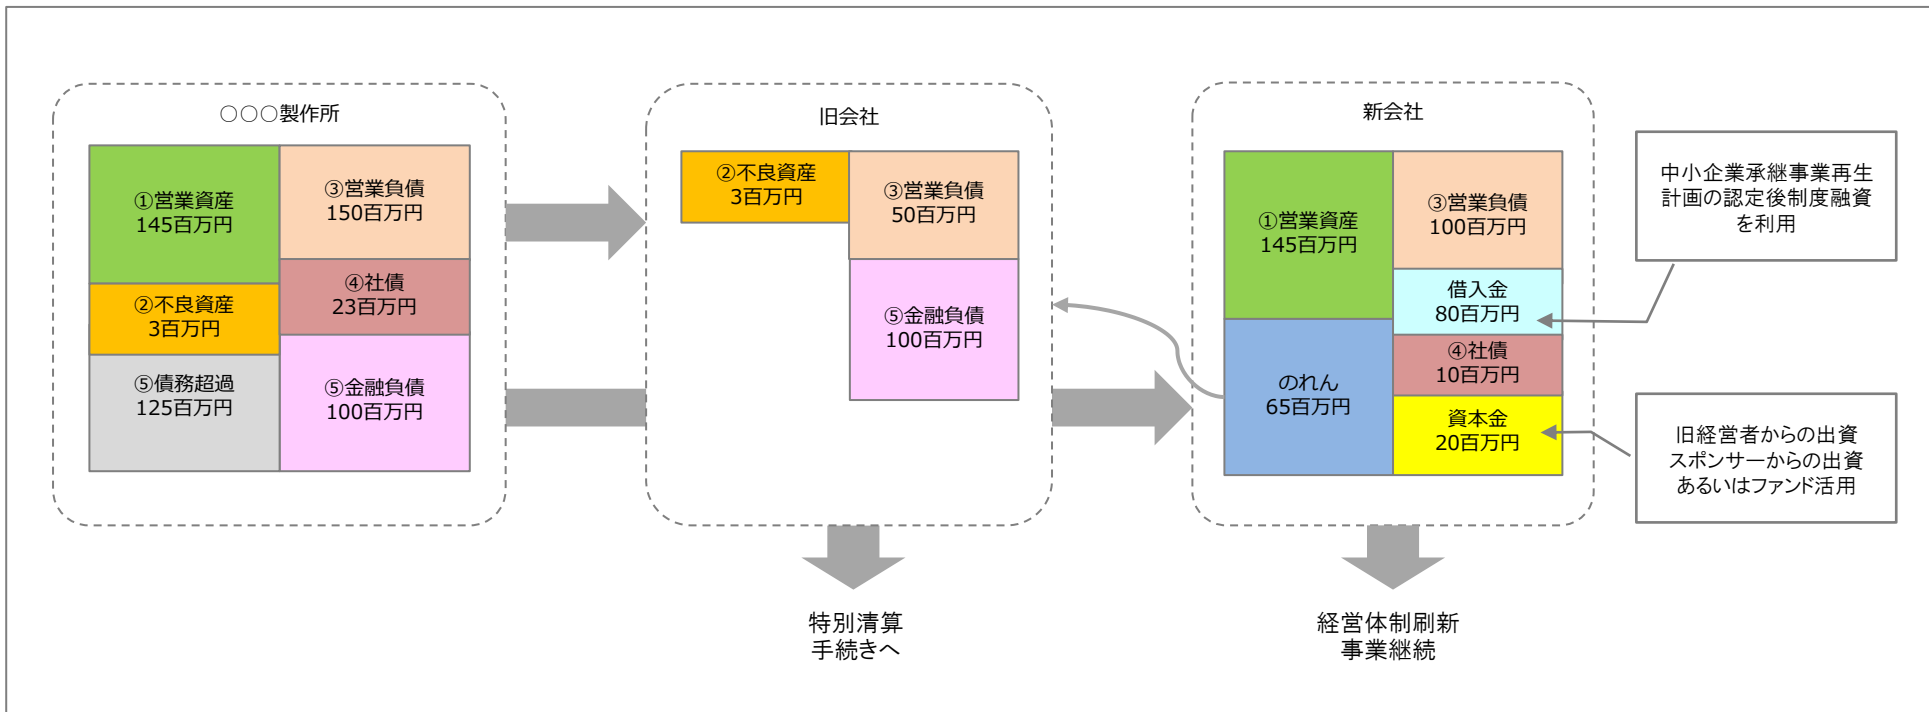 ○○○製作所
①営業資産
145百万円
②不良資産
3百万円
⑤債務超過
125百万円
③営業負債
150百万円
④社債
23百万円
⑤金融負債
100百万円
旧会社
②不良資産
3百万円
③営業負債
50百万円
⑤金融負債
100百万円
特別清算
手続きへ
新会社
①営業資産
145百万円
のれん
65百万円
③営業負債
100百万円
借入金
80百万円
④社債
10百万円
資本金
20百万円
経営体制刷新
事業継続
中小企業承継事業再生
計画の認定後制度融資
を利用
旧経営者からの出資
スポンサーからの出資
あるいはファンド活用